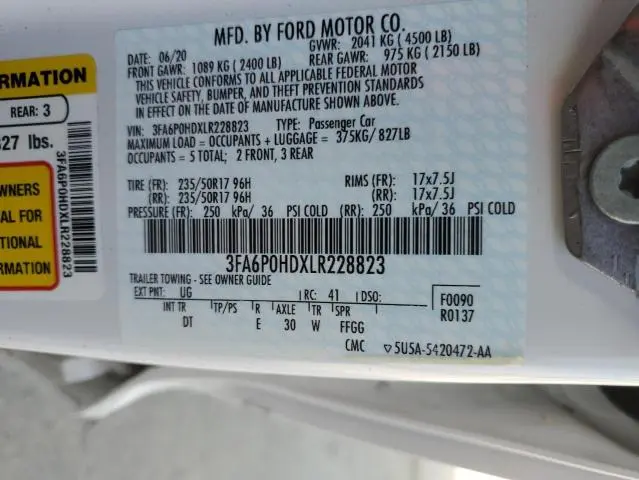 MFD. BY FORD MOTOR CO.
DATE: 06/20 GVWR: 2041 KG (4500 LB)
FRONT GAWR: 1089 KG (2400 LB) REAR GAWR: 975 KG (2150 LB)
THIS VEHICLE CONFORMS TO ALL APPLICABLE FEDERAL MOTOR
VEHICLE SAFETY, BUMPER, AND THEFT PREVENTION STANDARDS
IN EFFECT ON THE DATE OF MANUFACTURE SHOWN ABOVE.
VIN: 3FA6P0HDXLR228823 TYPE: Passenger Car
MAXIMUM LOAD = OCCUPANTS + LUGGAGE = 375KG/ 827LB
OCCUPANTS = 5 TOTAL; 2 FRONT, 3 REAR
TIRE (FR): 235/50R17 96H RIMS (FR): 17x7.5J
(RR): 235/50R17 96H (RR): 17x7.5J
PRESSURE (FR): 250 kPa/ 36 PSI COLD (RR): 250 kPa/ 36 PSI COLD
3FA6P0HDXLR228823
TRAILER TOWING - SEE OWNER GUIDE
EXT PNT: UG RC: 41 DSO: F0090
INT TR TP/PS R AXLE TR SPR R0137
DT E 30 W FFGG
CMC ▽5U5A-5420472-AA
RMATION
REAR: 3
827 lbs.
WNERS
AL FOR
TIONAL
RMATION
3FA6P0HDXLR228823